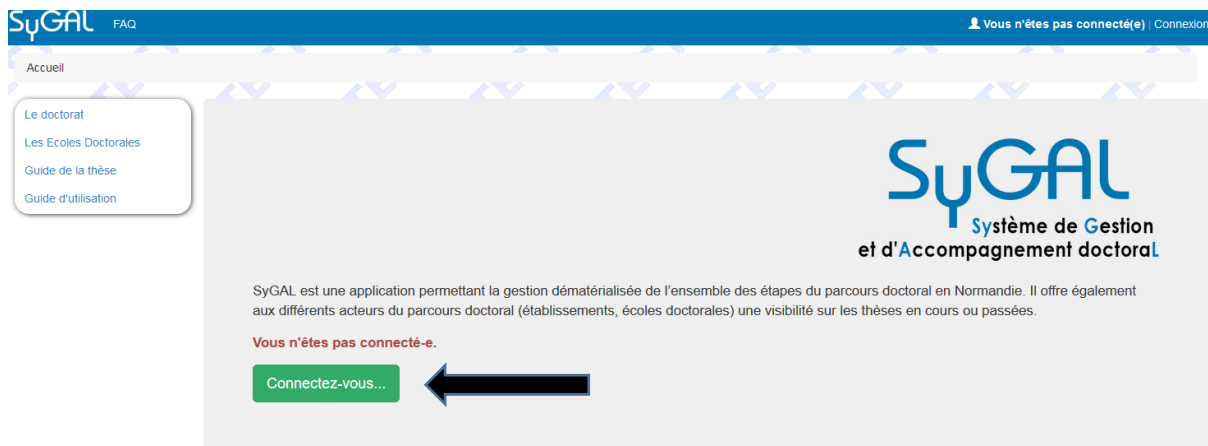 SyGAL FAQ Vous n'êtes pas connecté(e) | Connexion
Accueil
Le doctorat
Les Ecoles Doctorales
Guide de la thèse
Guide d'utilisation
SyGAL
Système de Gestion
et d'Accompagnement doctoraL
SyGAL est une application permettant la gestion dématérialisée de l'ensemble des étapes du parcours doctoral en Normandie. Il offre également
aux différents acteurs du parcours doctoral (établissements, écoles doctorales) une visibilité sur les thèses en cours ou passées.
Vous n'êtes pas connecté-e.
Connectez-vous...